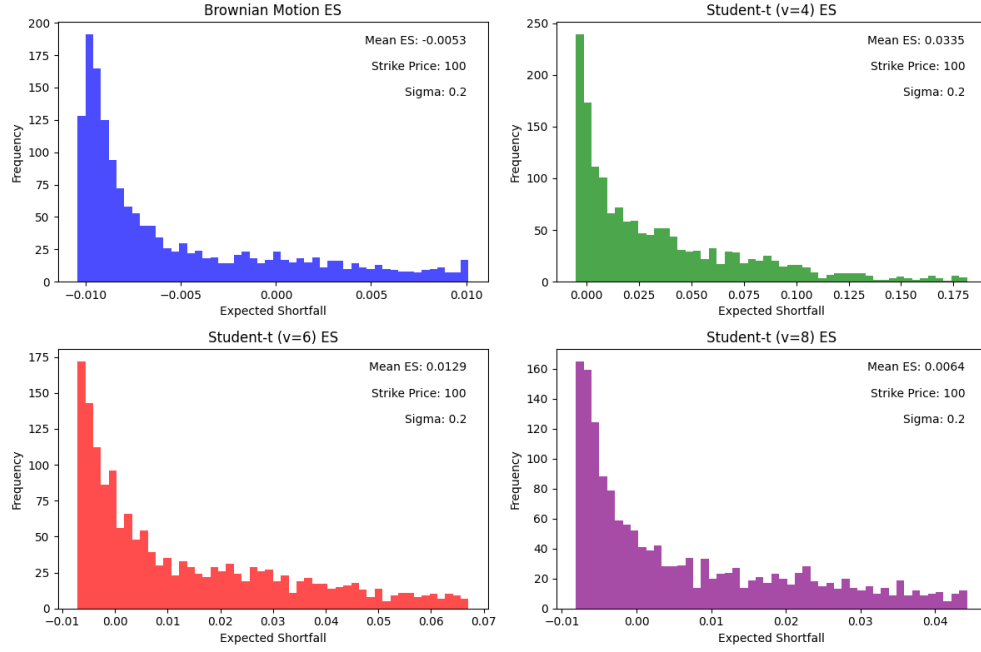 Brownian Motion ES
Mean ES: -0.0053
Strike Price: 100
Sigma: 0.2
Frequency
200
175
150
125
100
75
50
25
0
−0.010
−0.005
0.000
0.005
0.010
Expected Shortfall
Student-t (v=4) ES
Mean ES: 0.0335
Strike Price: 100
Sigma: 0.2
Frequency
250
200
150
100
50
0
0.000
0.025
0.050
0.075
0.100
0.125
0.150
0.175
Expected Shortfall
Student-t (v=6) ES
Mean ES: 0.0129
Strike Price: 100
Sigma: 0.2
Frequency
175
150
125
100
75
50
25
0
−0.01
0.00
0.01
0.02
0.03
0.04
0.05
0.06
0.07
Expected Shortfall
Student-t (v=8) ES
Mean ES: 0.0064
Strike Price: 100
Sigma: 0.2
Frequency
160
140
120
100
80
60
40
20
0
−0.01
0.00
0.01
0.02
0.03
0.04
Expected Shortfall